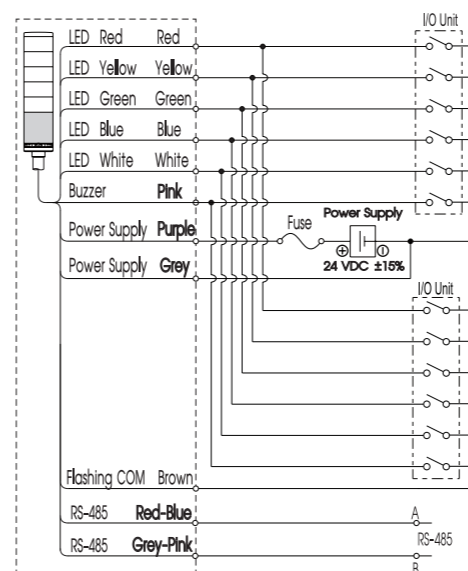 I/O Unit
LED Red Red
LED Yellow Yellow
LED Green Green
LED Blue Blue
LED White White
Buzzer Pink
Power Supply Purple Fuse Power Supply
24 VDC ±15%
Power Supply Grey
I/O Unit
Flashing COM Brown
RS-485 Red-Blue A
RS-485
RS-485 Grey-Pink B